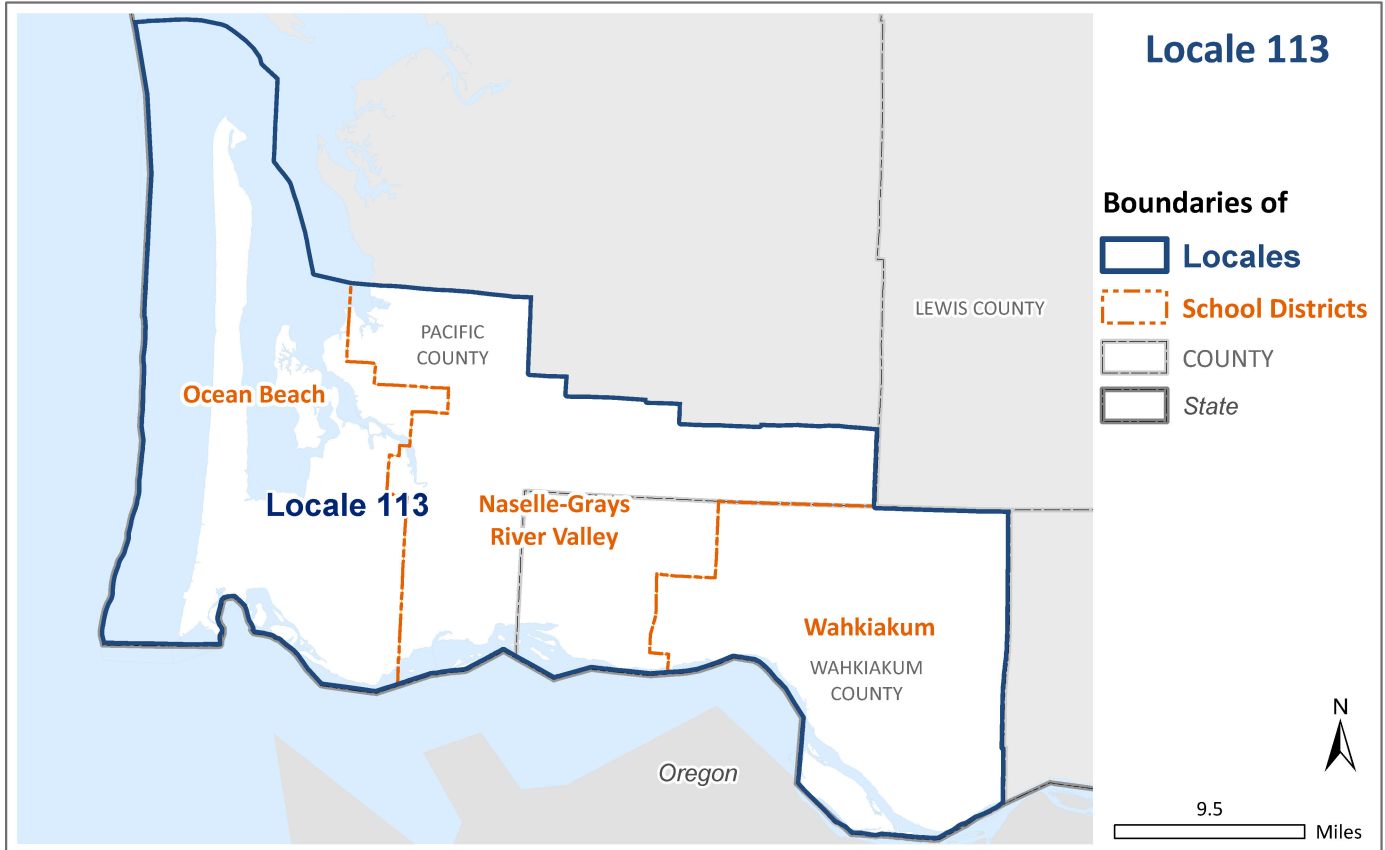 Locale 113
Boundaries of
Locales
School Districts
COUNTY
State
LEWIS COUNTY
PACIFIC
COUNTY
Ocean Beach
Locale 113
Naselle-Grays
River Valley
Wahkiakum
WAHKIAKUM
COUNTY
Oregon
N
9.5
Miles